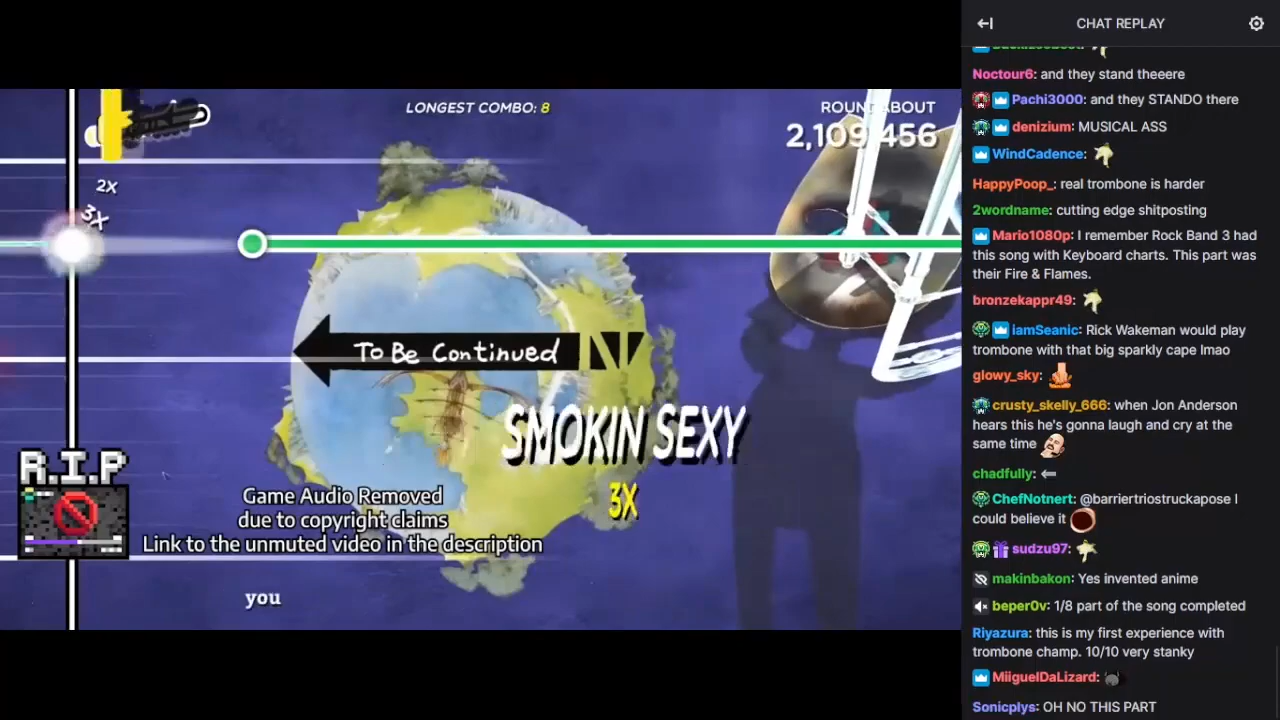 CHAT REPLAY
LONGEST COMBO: 8
ROUNDABOUT
2,109,456
2X
3X
To Be Continued
SMOKIN SEXY
3X
R.I.P
Game Audio Removed
due to copyright claims
Link to the unmuted video in the description
you
Noctour6: and they stand theeere
Pachi3000: and they STANDO there
denizium: MUSICAL ASS
WindCadence:
HappyPoop_: real trombone is harder
2wordname: cutting edge shitposting
Mario1080p: I remember Rock Band 3 had
this song with Keyboard charts. This part was
their Fire & Flames.
bronzekappr49:
iamSeanic: Rick Wakeman would play
trombone with that big sparkly cape lmao
glowy_sky:
crusty_skelly_666: when Jon Anderson
hears this he's gonna laugh and cry at the
same time
chadfully:
ChefNotnert: @barriertriostruckapose I
could believe it
sudzu97:
makinbakon: Yes invented anime
beper0v: 1/8 part of the song completed
Riyazura: this is my first experience with
trombone champ. 10/10 very stanky
MiiguelDaLizard:
Sonicplys: OH NO THIS PART